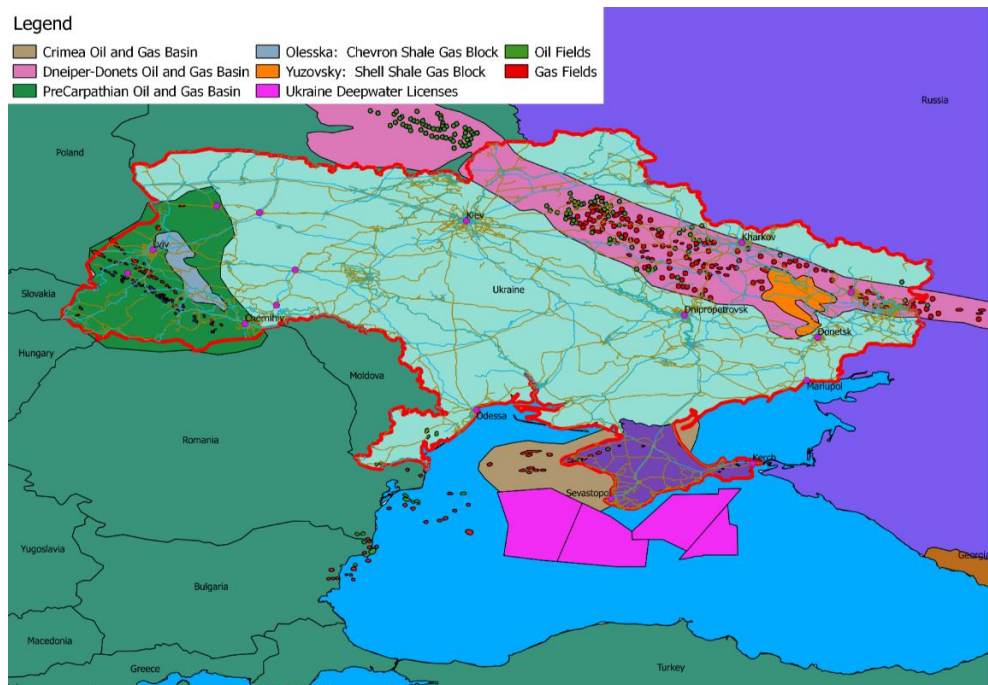 Legend
Crimea Oil and Gas Basin
Olesska: Chevron Shale Gas Block
Oil Fields
Dneiper-Donets Oil and Gas Basin
Yuzovsky: Shell Shale Gas Block
Gas Fields
PreCarpathian Oil and Gas Basin
Ukraine Deepwater Licenses
Russia
Poland
Kiev
Kharkov
Lviv
Slovakia
Ukraine
Dnipropetrovsk
Chernihiv
Donetsk
Hungary
Moldova
Mariupol
Odessa
Romania
Kerch
Sevastopol
Yugoslavia
Georgia
Bulgaria
Macedonia
Greece
Turkey